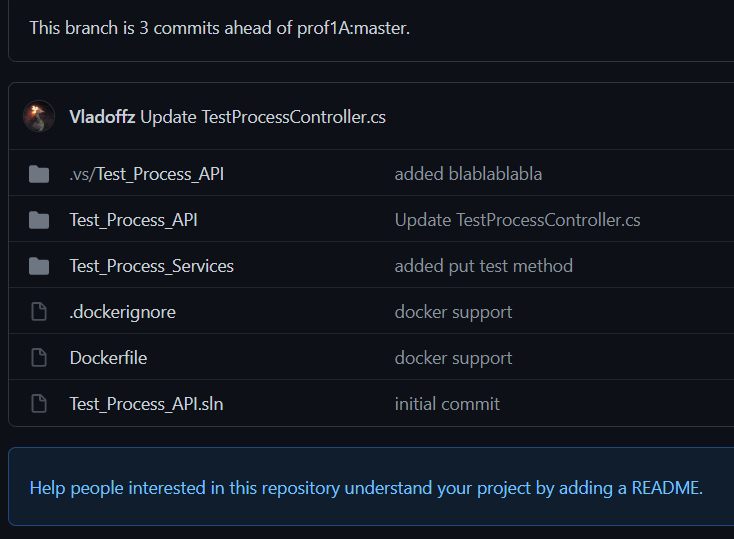 This branch is 3 commits ahead of prof1A:master.
Vladoffz Update TestProcessController.cs
.vs/Test_Process_API added blablablabla
Test_Process_API Update TestProcessController.cs
Test_Process_Services added put test method
.dockerignore docker support
Dockerfile docker support
Test_Process_API.sln initial commit
Help people interested in this repository understand your project by adding a README.